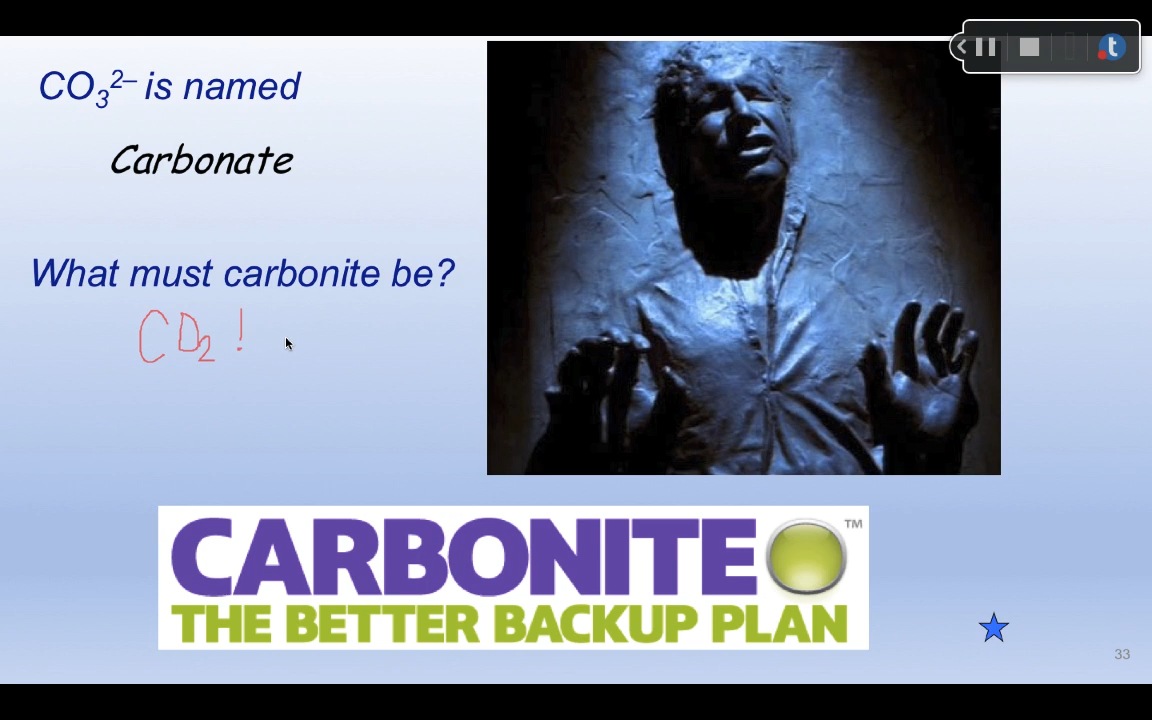 CO₃²⁻ is named
Carbonate
What must carbonite be?
CO₂!
CARBONITE™
THE BETTER BACKUP PLAN
33
t